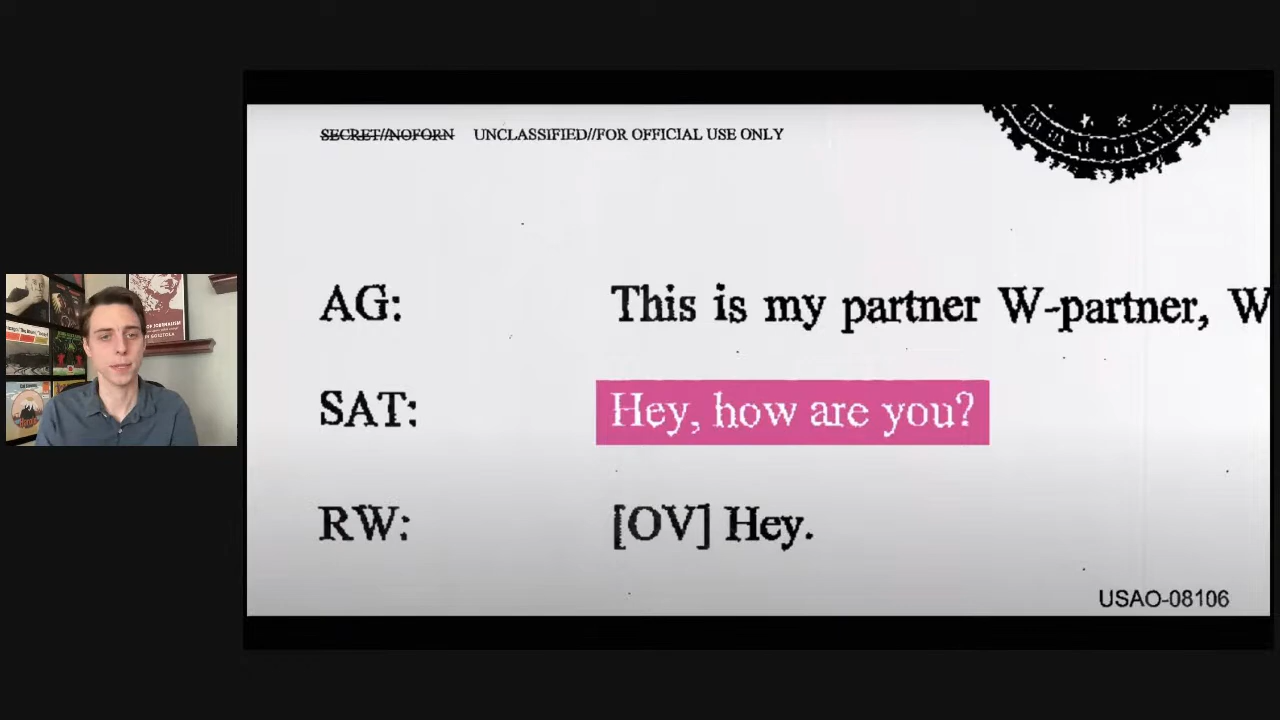 SECRET//NOFORN UNCLASSIFIED//FOR OFFICIAL USE ONLY
AG: This is my partner W-partner, W
SAT: Hey, how are you?
RW: [OV] Hey.
USAO-08106